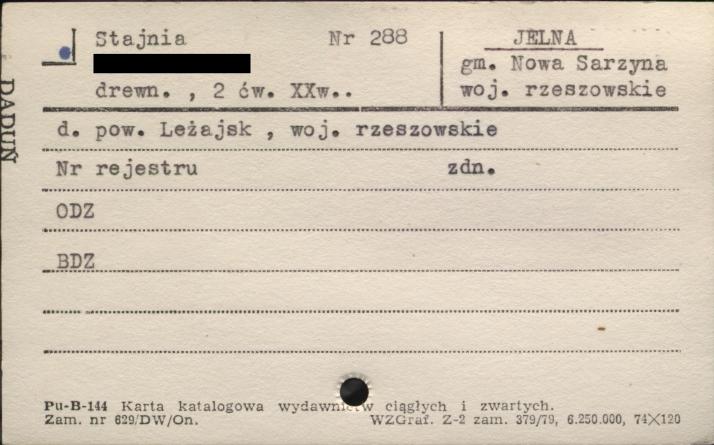 Stajnia Nr 288 JELNA
gm. Nowa Sarzyna
drewn. , 2 ćw. XXw.. woj. rzeszowskie
d. pow. Leżajsk , woj. rzeszowskie
Nr rejestru zdn.
ODZ
BDZ
Pu-B-144 Karta katalogowa wydawnictw ciągłych i zwartych.
Zam. nr 629/DW/On. WZGraf. Z-2 zam. 379/79, 6.250.000, 74×120
DADUŃ